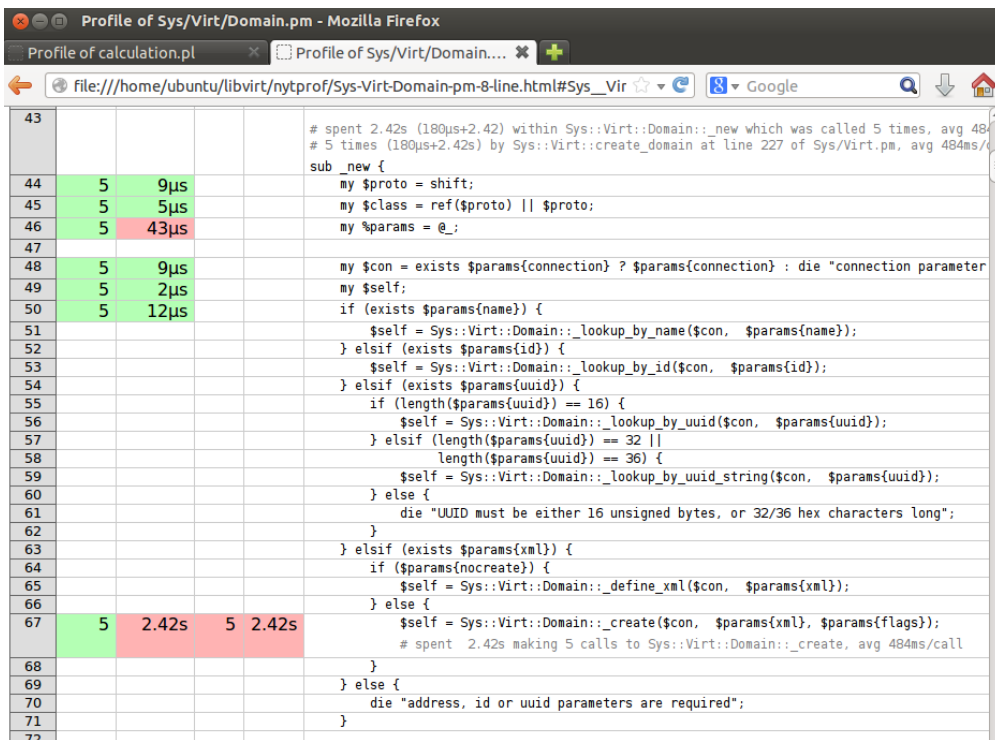 Profile of Sys/Virt/Domain.pm - Mozilla Firefox
Profile of calculation.pl
Profile of Sys/Virt/Domain....
file:///home/ubuntu/libvirt/nytprof/Sys-Virt-Domain-pm-8-line.html#Sys__Vir
Google
43
# spent 2.42s (180µs+2.42) within Sys::Virt::Domain::_new which was called 5 times, avg 484
# 5 times (180µs+2.42s) by Sys::Virt::create_domain at line 227 of Sys/Virt.pm, avg 484ms/
sub _new {
44 5 9µs my $proto = shift;
45 5 5µs my $class = ref($proto) || $proto;
46 5 43µs my %params = @_;
47
48 5 9µs my $con = exists $params{connection} ? $params{connection} : die "connection parameter
49 5 2µs my $self;
50 5 12µs if (exists $params{name}) {
51 $self = Sys::Virt::Domain::_lookup_by_name($con, $params{name});
52 } elsif (exists $params{id}) {
53 $self = Sys::Virt::Domain::_lookup_by_id($con, $params{id});
54 } elsif (exists $params{uuid}) {
55 if (length($params{uuid}) == 16) {
56 $self = Sys::Virt::Domain::_lookup_by_uuid($con, $params{uuid});
57 } elsif (length($params{uuid}) == 32 ||
58 length($params{uuid}) == 36) {
59 $self = Sys::Virt::Domain::_lookup_by_uuid_string($con, $params{uuid});
60 } else {
61 die "UUID must be either 16 unsigned bytes, or 32/36 hex characters long";
62 }
63 } elsif (exists $params{xml}) {
64 if ($params{nocreate}) {
65 $self = Sys::Virt::Domain::_define_xml($con, $params{xml});
66 } else {
67 5 2.42s 5 2.42s $self = Sys::Virt::Domain::_create($con, $params{xml}, $params{flags});
# spent 2.42s making 5 calls to Sys::Virt::Domain::_create, avg 484ms/call
68 }
69 } else {
70 die "address, id or uuid parameters are required";
71 }
72